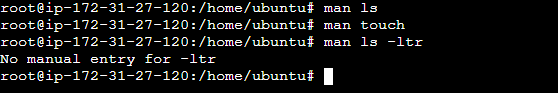 root@ip-172-31-27-120:/home/ubuntu# man ls
root@ip-172-31-27-120:/home/ubuntu# man touch
root@ip-172-31-27-120:/home/ubuntu# man ls -ltr
No manual entry for -ltr
root@ip-172-31-27-120:/home/ubuntu#